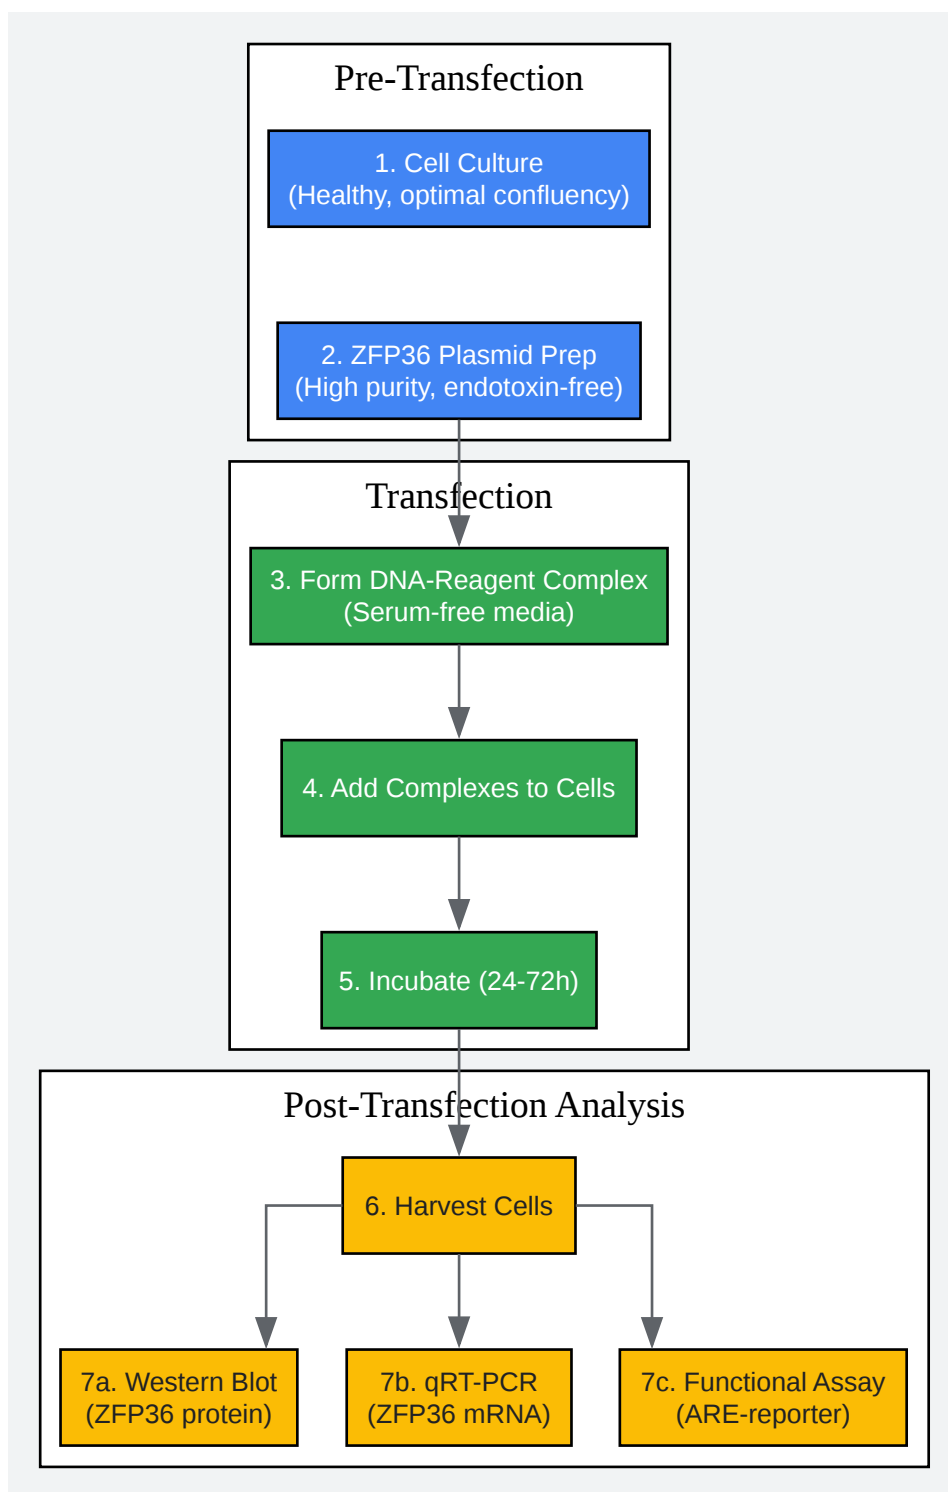 Pre-Transfection
1. Cell Culture
(Healthy, optimal confluency)
2. ZFP36 Plasmid Prep
(High purity, endotoxin-free)
Transfection
3. Form DNA-Reagent Complex
(Serum-free media)
4. Add Complexes to Cells
5. Incubate (24-72h)
Post-Transfection Analysis
6. Harvest Cells
7a. Western Blot
(ZFP36 protein)
7b. qRT-PCR
(ZFP36 mRNA)
7c. Functional Assay
(ARE-reporter)